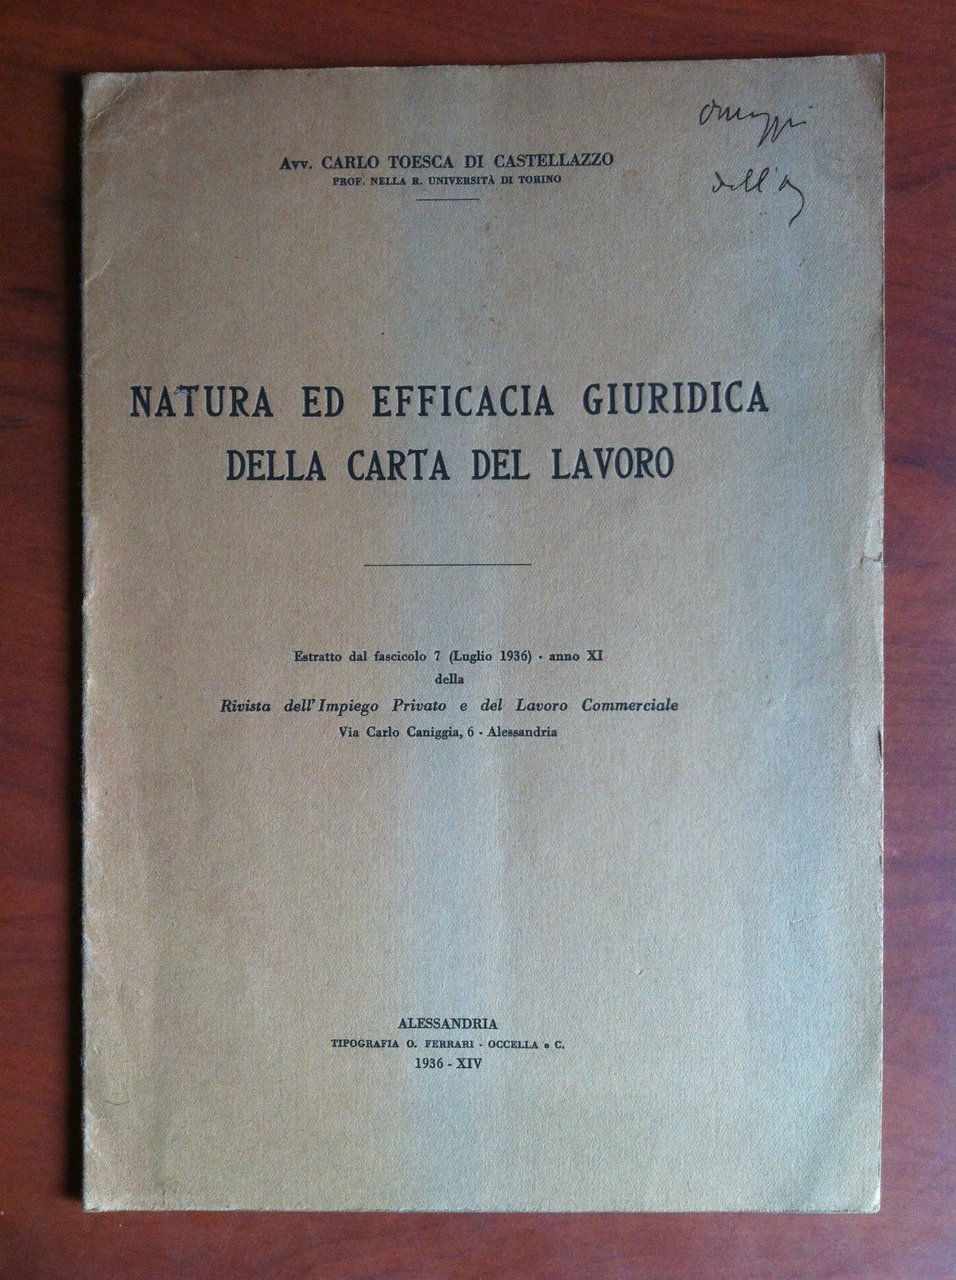 omaggi
dell'a
Avv. CARLO TOESCA DI CASTELLAZZO
PROF. NELLA R. UNIVERSITÀ DI TORINO
NATURA ED EFFICACIA GIURIDICA
DELLA CARTA DEL LAVORO
Estratto dal fascicolo 7 (Luglio 1936) - anno XI
della
Rivista dell'Impiego Privato e del Lavoro Commerciale
Via Carlo Caniggia, 6 - Alessandria
ALESSANDRIA
TIPOGRAFIA O. FERRARI - OCCELLA e C.
1936 - XIV